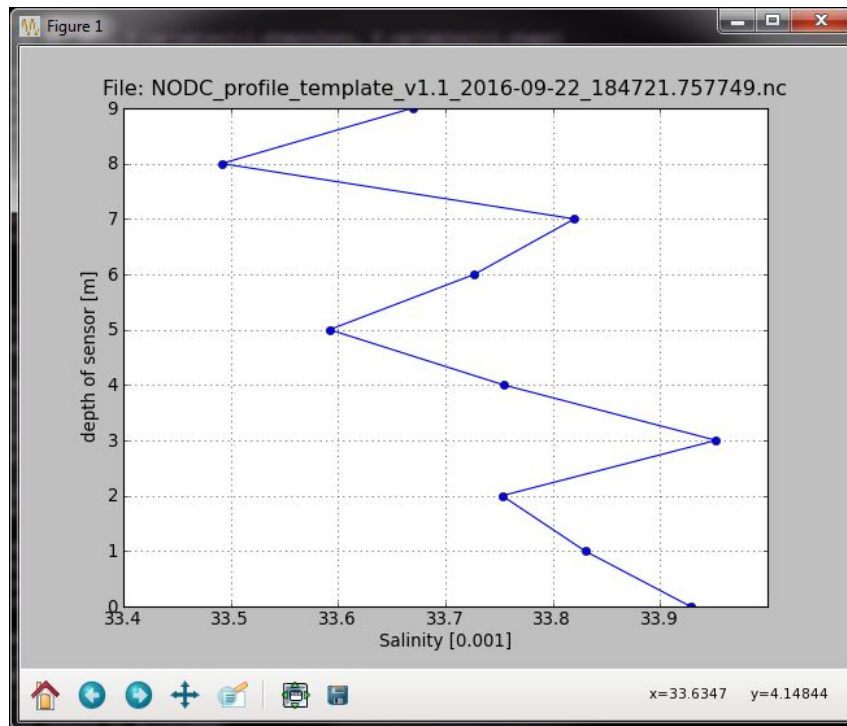 Figure 1
File: NODC_profile_template_v1.1_2016-09-22_184721.757749.nc
9
8
7
6
5
4
3
2
1
0
depth of sensor [m]
33.4 33.5 33.6 33.7 33.8 33.9
Salinity [0.001]
x=33.6347 y=4.14844